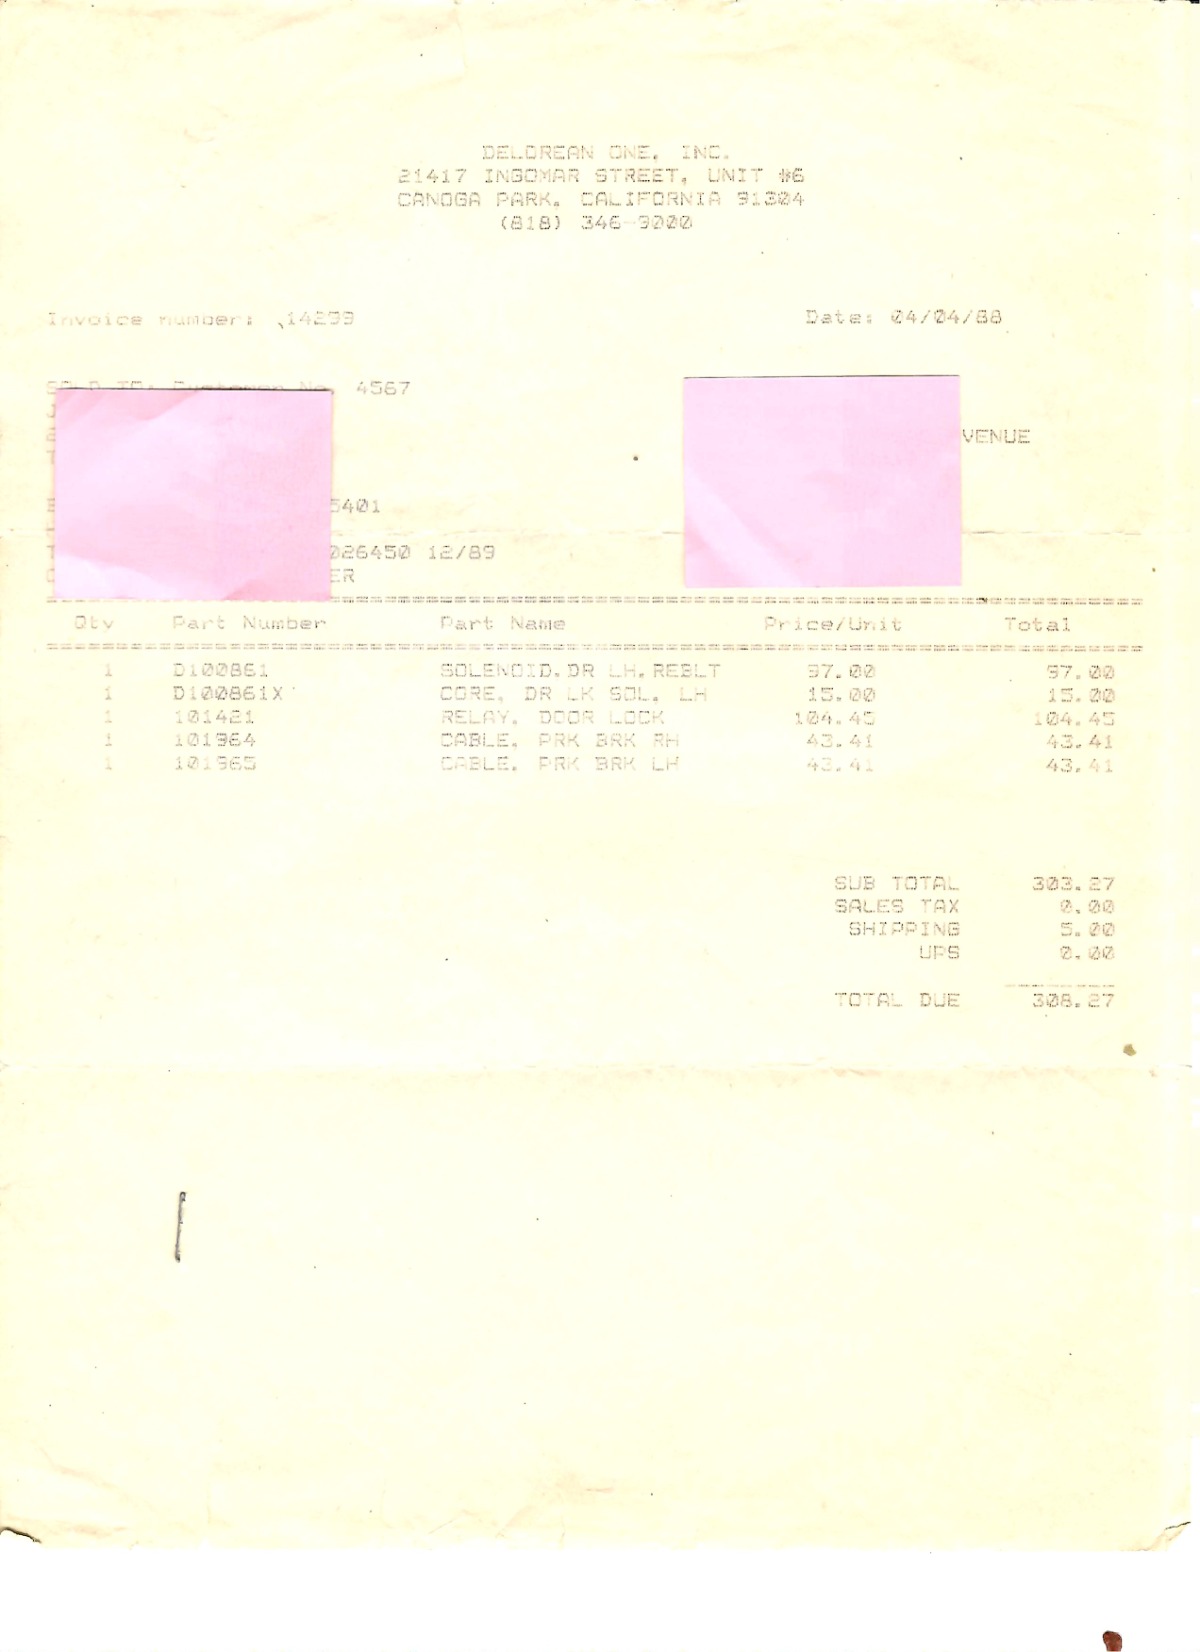 DELOREAN ONE, INC.
21417 INGOMAR STREET, UNIT #6
CANOGA PARK, CALIFORNIA 91304
(818) 346-9000
Invoice number: 14299 Date: 04/04/88
SOLD TO: Customer No. 4567
VENUE
5401
026450 12/89
ER
Qty Part Number Part Name Price/Unit Total
1 D100861 SOLENOID,DR LH,REBLT 97.00 97.00
1 D100861X CORE, DR LK SOL, LH 15.00 15.00
1 101421 RELAY, DOOR LOCK 104.45 104.45
1 101964 CABLE, PRK BRK RH 43.41 43.41
1 101965 CABLE, PRK BRK LH 43.41 43.41
SUB TOTAL 303.27
SALES TAX 0.00
SHIPPING 5.00
UPS 0.00
TOTAL DUE 308.27